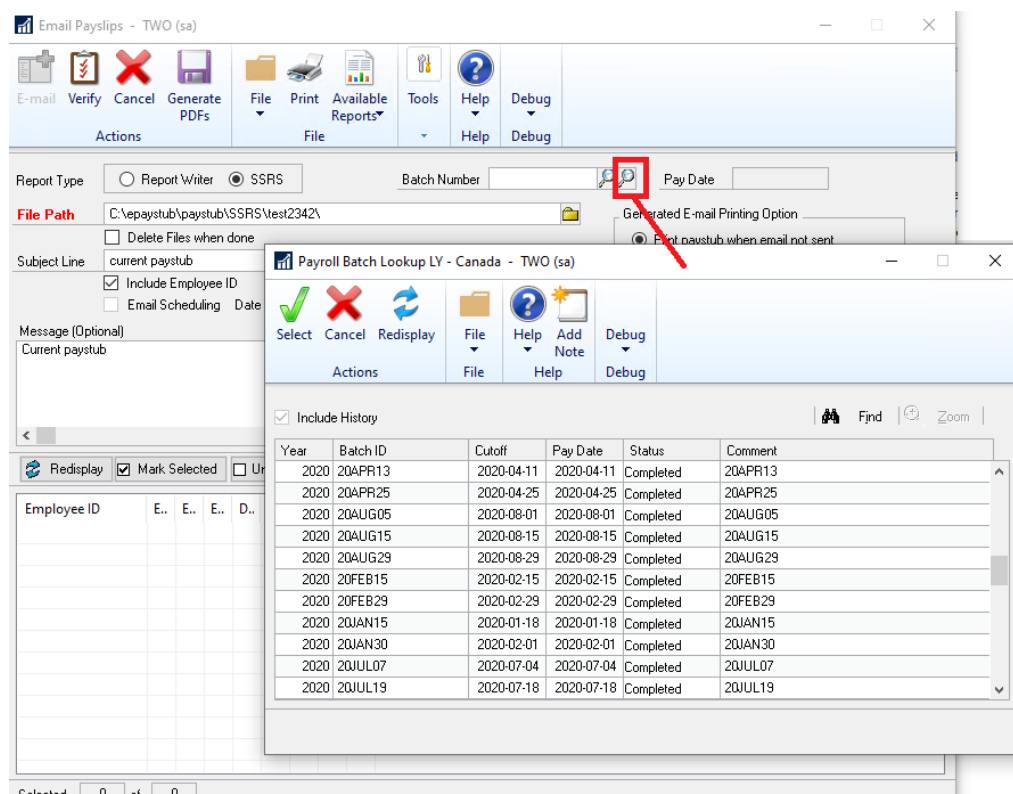 Email Payslips - TWO (sa)
E-mail Verify Cancel Generate PDFs File Print Available Reports Tools Help Debug
Actions File Help Debug
Report Type Report Writer SSRS Batch Number Pay Date
File Path C:\epaystub\paystub\SSRS\test2342\ Generated E-mail Printing Option
Delete Files when done Print paystub when email not sent
Subject Line current paystub
Include Employee ID
Email Scheduling Date
Message (Optional)
Current paystub
Redisplay Mark Selected
Employee ID E.. E.. E.. D..
Selected 0 of 0
Payroll Batch Lookup LY - Canada - TWO (sa)
Select Cancel Redisplay File Help Add Note Debug
Actions File Help Debug
Include History Find Zoom
Year Batch ID Cutoff Pay Date Status Comment
2020 20APR13 2020-04-11 2020-04-11 Completed 20APR13
2020 20APR25 2020-04-25 2020-04-25 Completed 20APR25
2020 20AUG05 2020-08-01 2020-08-01 Completed 20AUG05
2020 20AUG15 2020-08-15 2020-08-15 Completed 20AUG15
2020 20AUG29 2020-08-29 2020-08-29 Completed 20AUG29
2020 20FEB15 2020-02-15 2020-02-15 Completed 20FEB15
2020 20FEB29 2020-02-29 2020-02-29 Completed 20FEB29
2020 20JAN15 2020-01-18 2020-01-18 Completed 20JAN15
2020 20JAN30 2020-02-01 2020-02-01 Completed 20JAN30
2020 20JUL07 2020-07-04 2020-07-04 Completed 20JUL07
2020 20JUL19 2020-07-18 2020-07-18 Completed 20JUL19